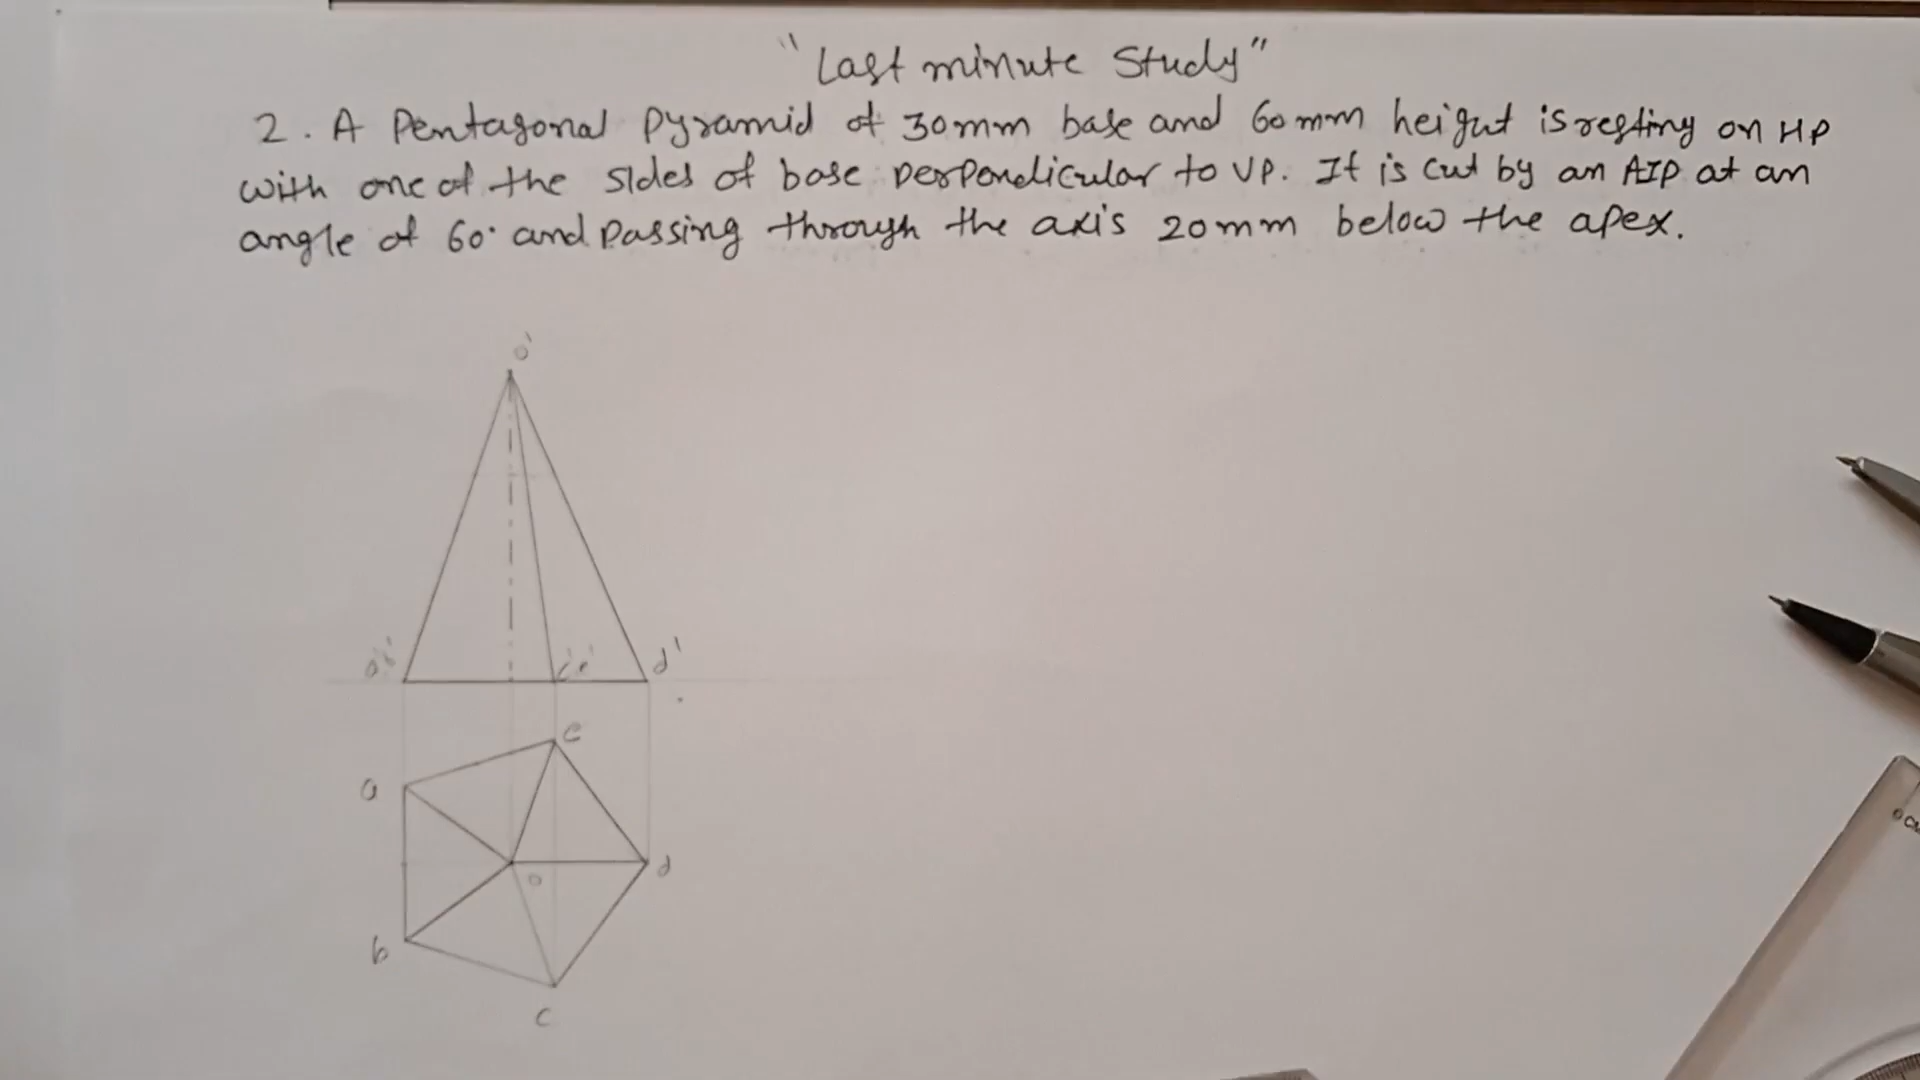 "Last minute Study"
2. A Pentagonal pyramid of 30mm base and 60mm height is resting on HP
with one of the sides of base perpendicular to VP. It is cut by an AIP at an
angle of 60° and passing through the axis 20mm below the apex.
o'
a'b'
c'e'
d'
e
a
o
d
b
c